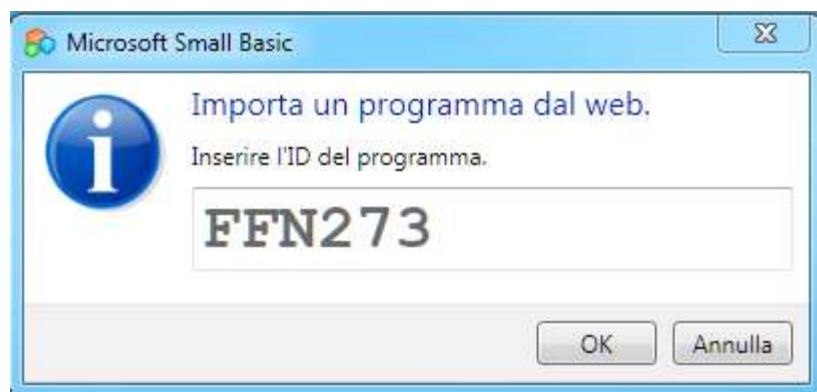 Microsoft Small Basic
Importa un programma dal web.
Inserire l'ID del programma.
FFN273
OK
Annulla